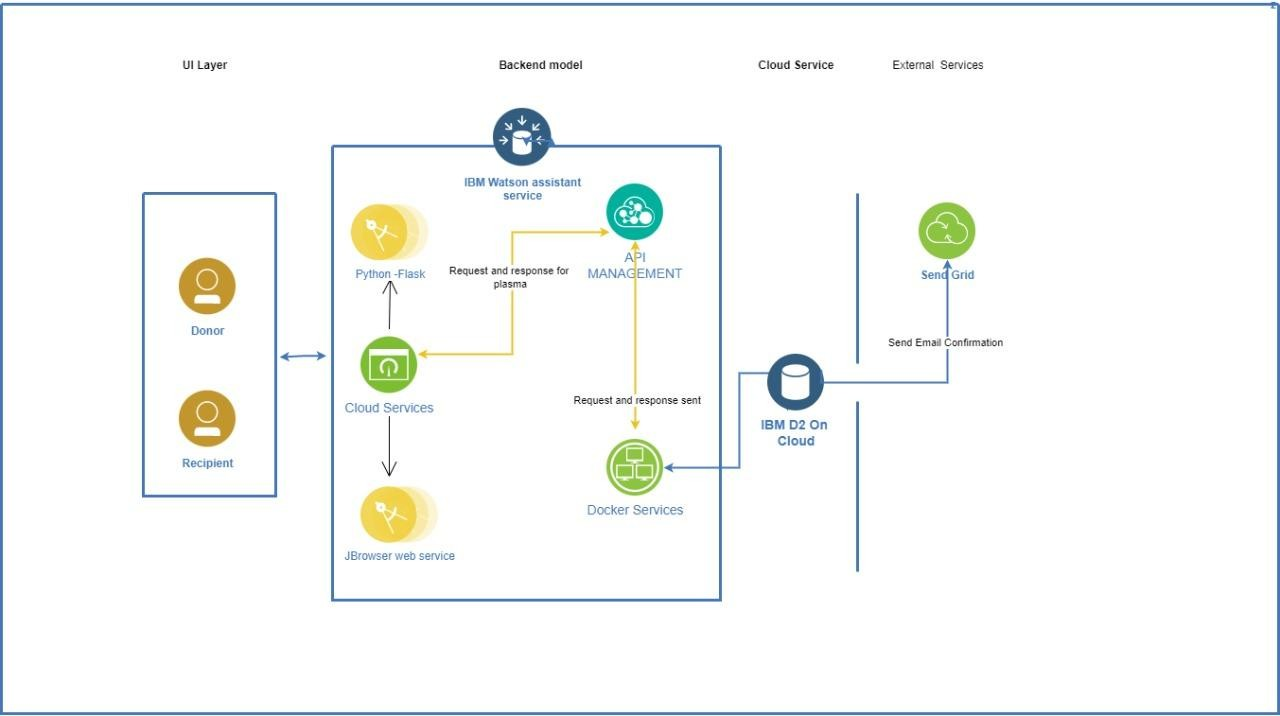 UI Layer
Backend model
Cloud Service
External Services
IBM Watson assistant
service
Python -Flask
Request and response for
plasma
API
MANAGEMENT
Send Grid
Donor
Send Email Confirmation
Cloud Services
Request and response sent
IBM D2 On
Cloud
Recipient
Docker Services
JBrowser web service